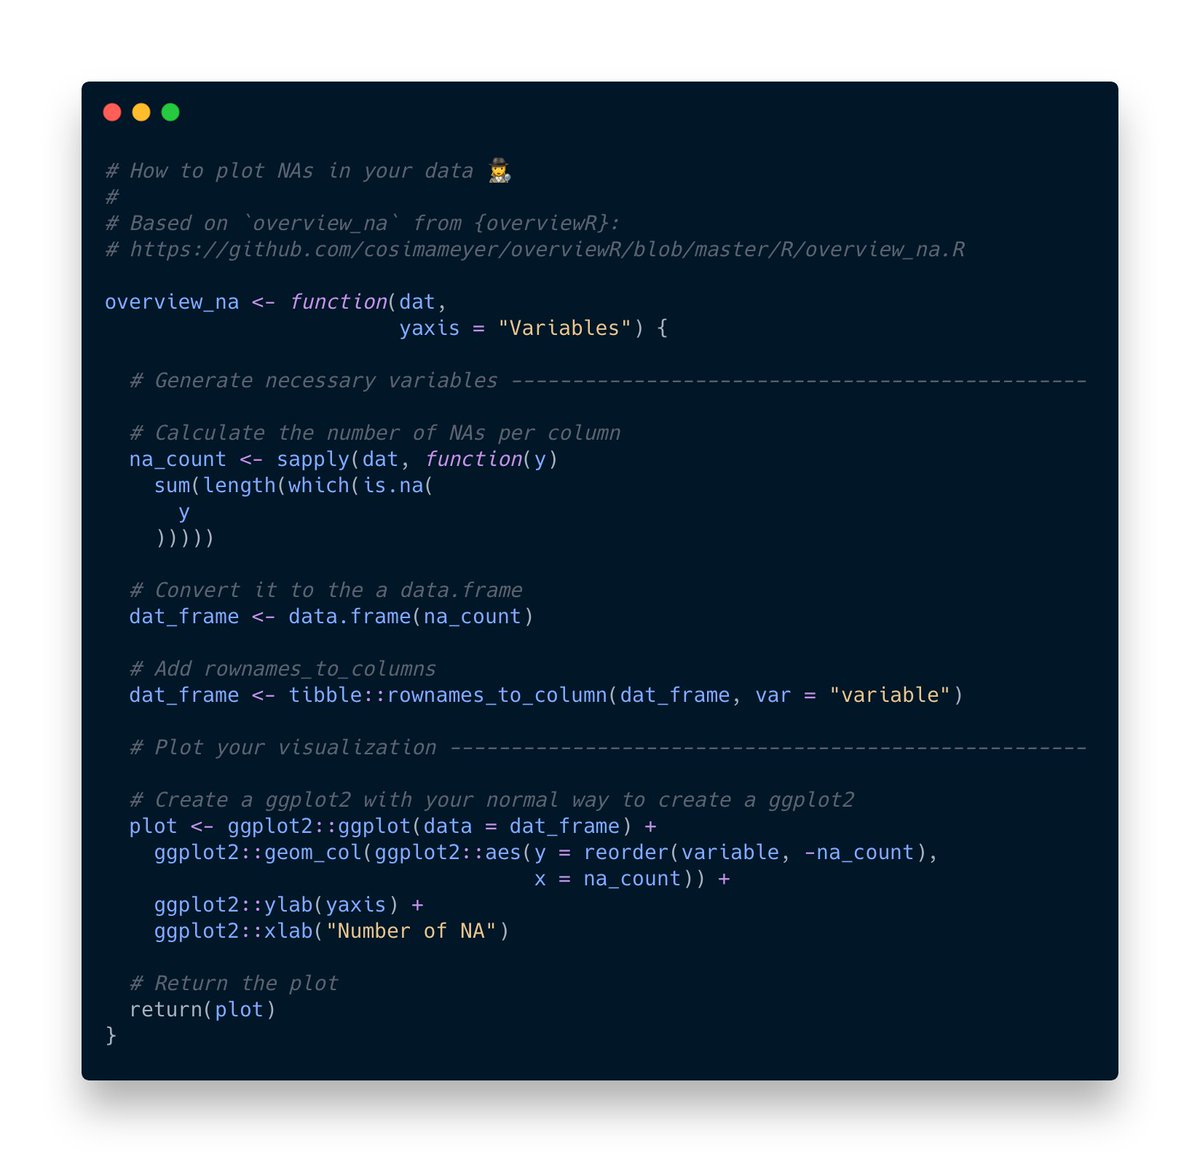 # How to plot NAs in your data 🕵️‍♀️
#
# Based on `overview_na` from {overviewR}:
# https://github.com/cosimameyer/overviewR/blob/master/R/overview_na.R

overview_na <- function(dat,
                        yaxis = "Variables") {

  # Generate necessary variables -----------------------------------------------

  # Calculate the number of NAs per column
  na_count <- sapply(dat, function(y)
    sum(length(which(is.na(
      y
    )))))

  # Convert it to the a data.frame
  dat_frame <- data.frame(na_count)

  # Add rownames_to_columns
  dat_frame <- tibble::rownames_to_column(dat_frame, var = "variable")

  # Plot your visualization ----------------------------------------------------

  # Create a ggplot2 with your normal way to create a ggplot2
  plot <- ggplot2::ggplot(data = dat_frame) +
    ggplot2::geom_col(ggplot2::aes(y = reorder(variable, -na_count),
                                   x = na_count)) +
    ggplot2::ylab(yaxis) +
    ggplot2::xlab("Number of NA")

  # Return the plot
  return(plot)
}